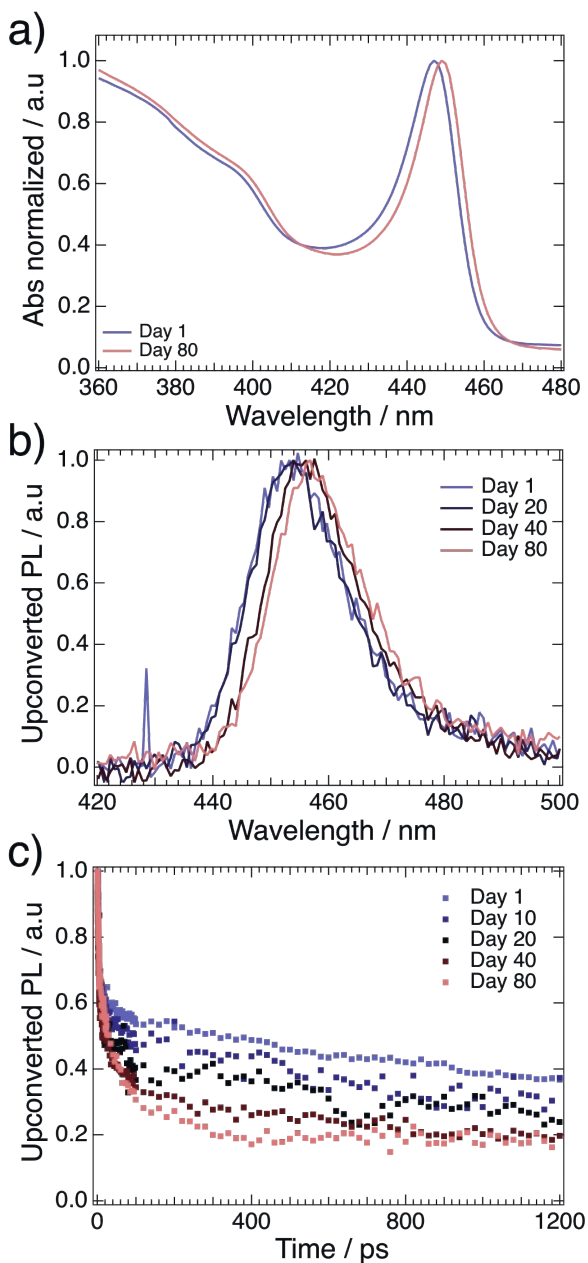 a)
Abs normalized / a.u
1.0
0.8
0.6
0.4
0.2
0.0
Day 1
Day 80
360 380 400 420 440 460 480
Wavelength / nm
b)
Upconverted PL / a.u
1.0
0.8
0.6
0.4
0.2
0.0
Day 1
Day 20
Day 40
Day 80
420 440 460 480 500
Wavelength / nm
c)
Upconverted PL / a.u
1.0
0.8
0.6
0.4
0.2
0.0
Day 1
Day 10
Day 20
Day 40
Day 80
0 400 800 1200
Time / ps